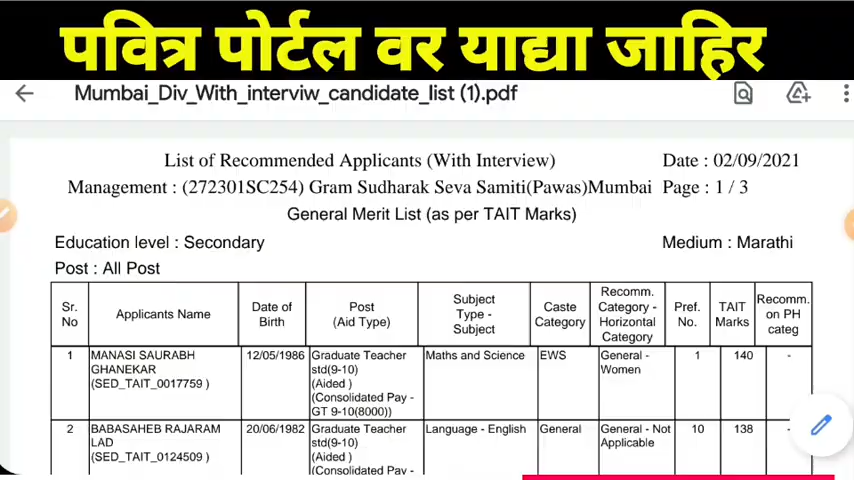 पवित्र पोर्टल वर याद्या जाहिर
Mumbai_Div_With_interviw_candidate_list (1).pdf
List of Recommended Applicants (With Interview) Date : 02/09/2021
Management : (272301SC254) Gram Sudharak Seva Samiti(Pawas)Mumbai Page : 1 / 3
General Merit List (as per TAIT Marks)
Education level : Secondary Medium : Marathi
Post : All Post
Sr. No Applicants Name Date of Birth Post (Aid Type) Subject Type - Subject Caste Category Recomm. Category - Horizontal Category Pref. No. TAIT Marks Recomm. on PH categ
1 MANASI SAURABH 12/05/1986 Graduate Teacher Maths and Science EWS General - 1 140 -
GHANEKAR std(9-10) Women
(SED_TAIT_0017759 ) (Aided )
(Consolidated Pay -
GT 9-10(8000))
2 BABASAHEB RAJARAM 20/06/1982 Graduate Teacher Language - English General General - Not 10 138 -
LAD std(9-10) Applicable
(SED_TAIT_0124509 ) (Aided )
(Consolidated Pay -